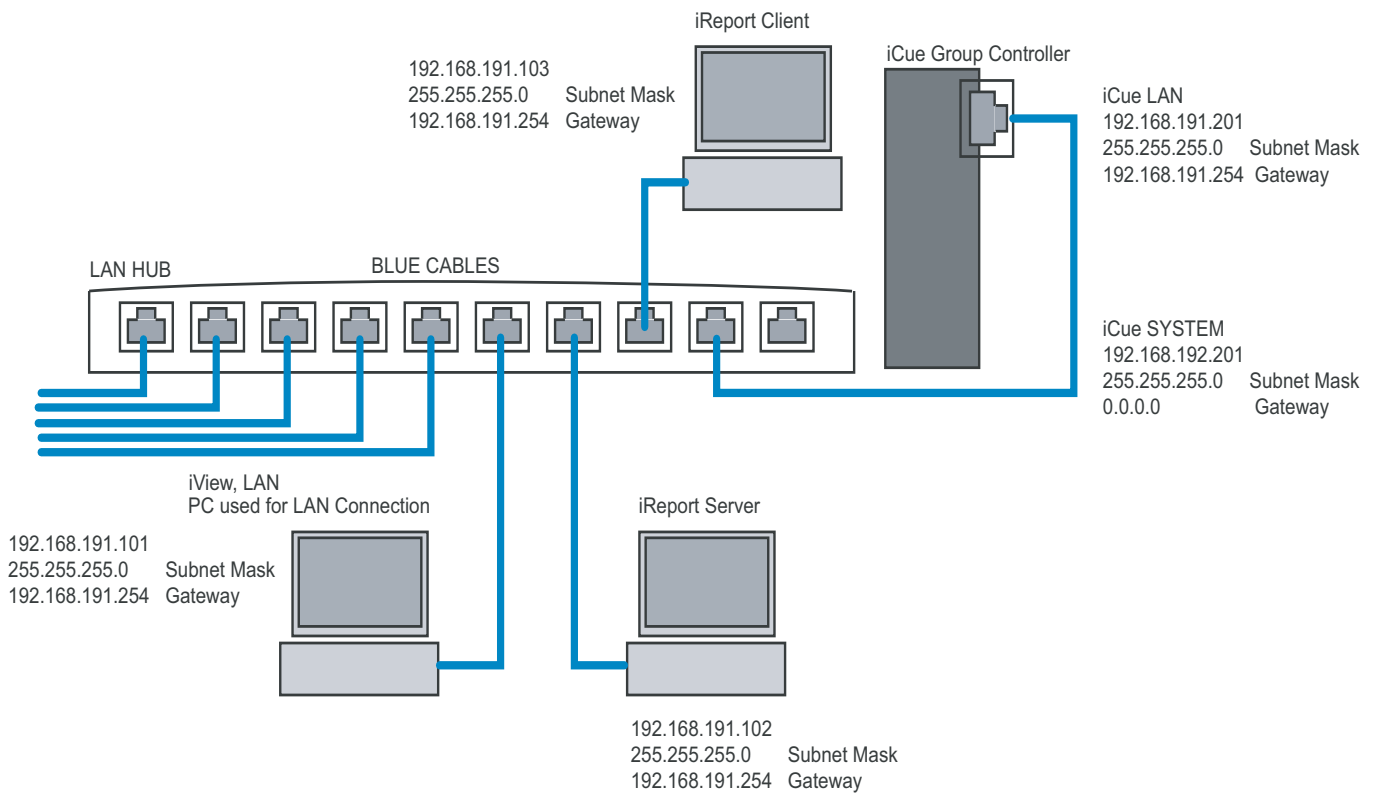 iReport Client
192.168.191.103
255.255.255.0 Subnet Mask
192.168.191.254 Gateway
iCue Group Controller
iCue LAN
192.168.191.201
255.255.255.0 Subnet Mask
192.168.191.254 Gateway
LAN HUB
BLUE CABLES
iCue SYSTEM
192.168.192.201
255.255.255.0 Subnet Mask
0.0.0.0 Gateway
iView, LAN
PC used for LAN Connection
192.168.191.101
255.255.255.0 Subnet Mask
192.168.191.254 Gateway
iReport Server
192.168.191.102
255.255.255.0 Subnet Mask
192.168.191.254 Gateway